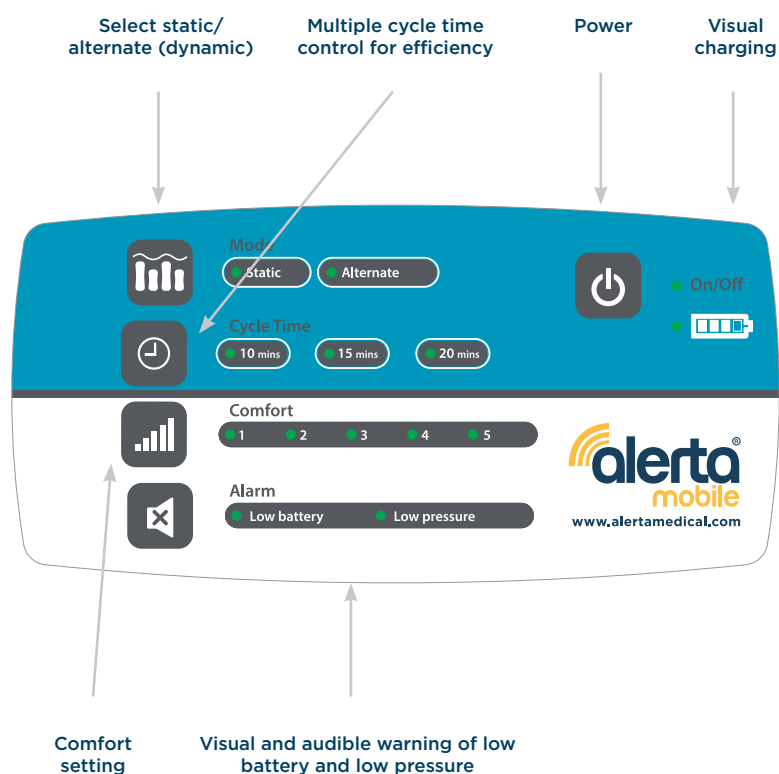 Select static/
alternate (dynamic)
Multiple cycle time
control for efficiency
Power
Visual
charging
Mode
Static
Alternate
On/Off
Cycle Time
10 mins
15 mins
20 mins
Comfort
1 2 3 4 5
Alarm
Low battery
Low pressure
alerta®
mobile
www.alertamedical.com
Comfort
setting
Visual and audible warning of low
battery and low pressure